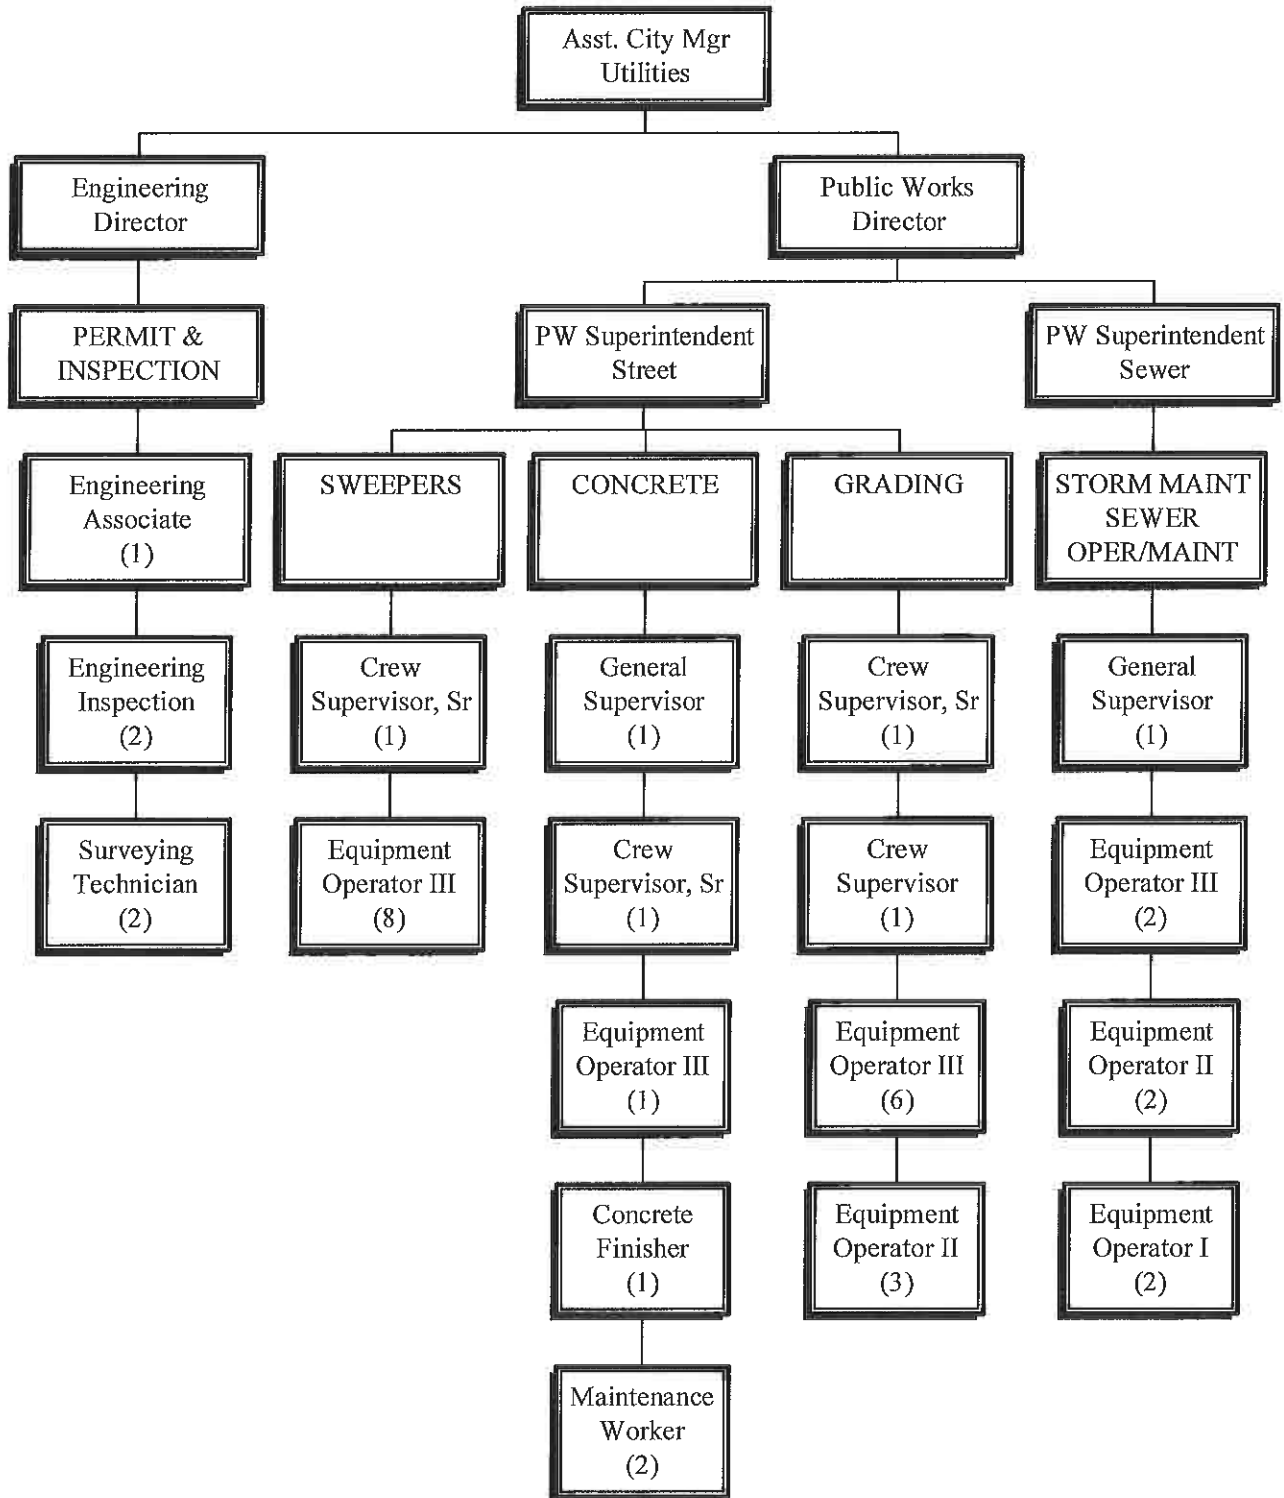 Asst. City Mgr
Utilities
Engineering
Director
Public Works
Director
PERMIT &
INSPECTION
PW Superintendent
Street
PW Superintendent
Sewer
Engineering
Associate
(1)
SWEEPERS
CONCRETE
GRADING
STORM MAINT
SEWER
OPER/MAINT
Engineering
Inspection
(2)
Crew
Supervisor, Sr
(1)
General
Supervisor
(1)
Crew
Supervisor, Sr
(1)
General
Supervisor
(1)
Surveying
Technician
(2)
Equipment
Operator III
(8)
Crew
Supervisor, Sr
(1)
Crew
Supervisor
(1)
Equipment
Operator III
(2)
Equipment
Operator III
(1)
Equipment
Operator III
(6)
Equipment
Operator II
(2)
Concrete
Finisher
(1)
Equipment
Operator II
(3)
Equipment
Operator I
(2)
Maintenance
Worker
(2)